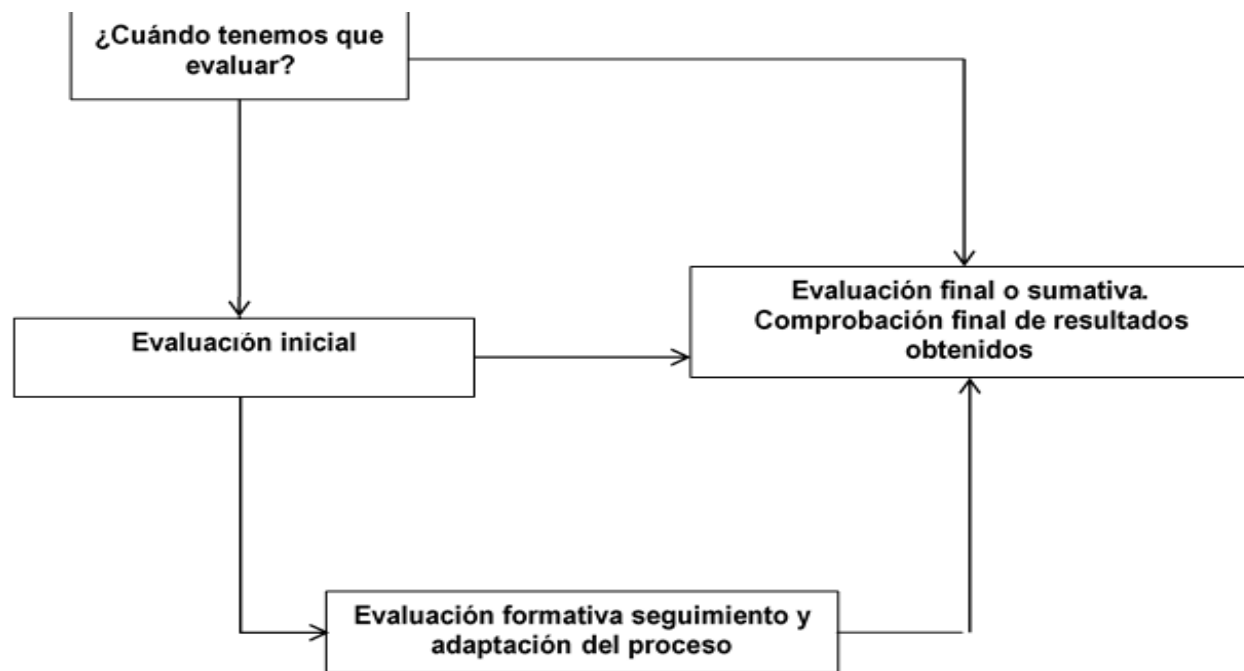 ¿Cuándo tenemos que
evaluar?
Evaluación final o sumativa.
Comprobación final de resultados
obtenidos
Evaluación inicial
Evaluación formativa seguimiento y
adaptación del proceso